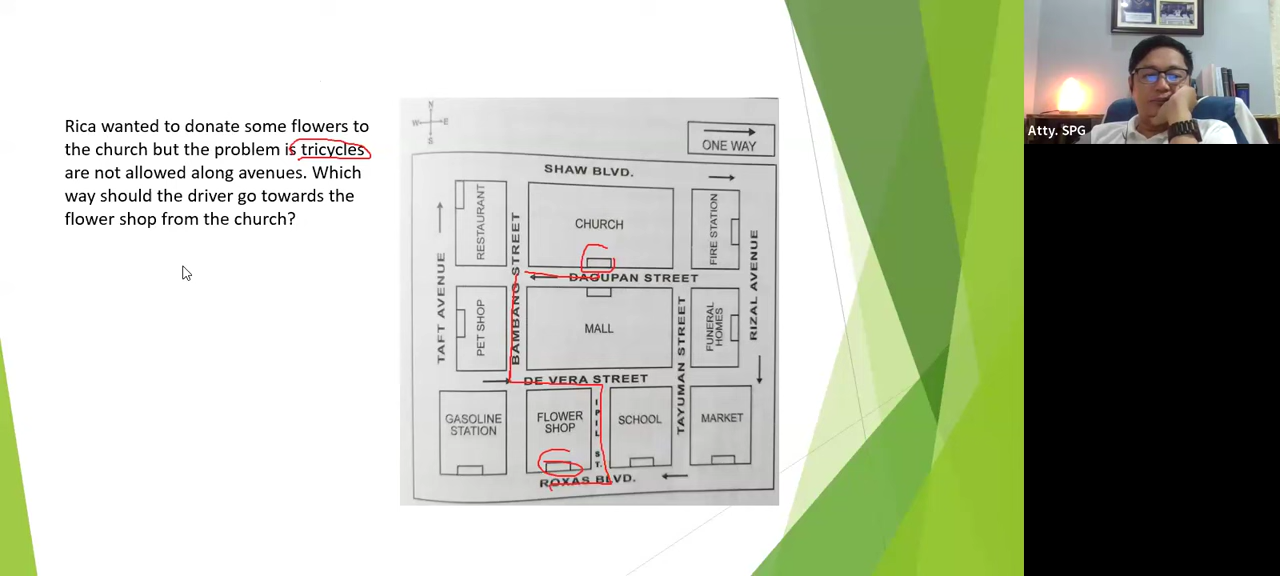 Rica wanted to donate some flowers to
the church but the problem is tricycles
are not allowed along avenues. Which
way should the driver go towards the
flower shop from the church?
N
W E
S
ONE WAY
SHAW BLVD.
RESTAURANT
CHURCH
FIRE STATION
TAFT AVENUE
BAMBANG STREET
DAGUPAN STREET
RIZAL AVENUE
PET SHOP
MALL
TAYUMAN STREET
FUNERAL
HOMES
DE VERA STREET
GASOLINE
STATION
FLOWER
SHOP
IPIL ST.
SCHOOL
MARKET
ROXAS BLVD.
Atty. SPG